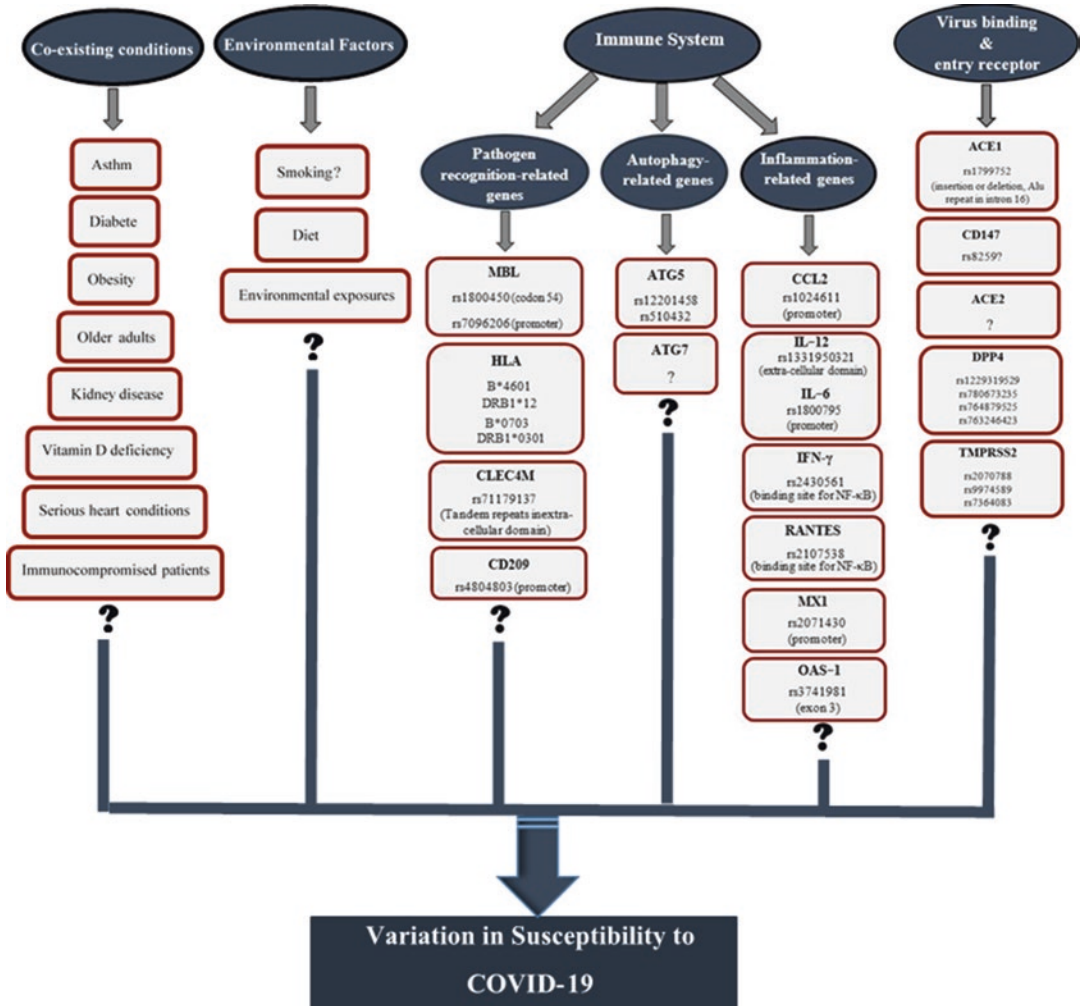 Co-existing conditions
Asthm
Diabete
Obesity
Older adults
Kidney disease
Vitamin D deficiency
Serious heart conditions
Immunocompromised patients
?
Environmental Factors
Smoking?
Diet
Environmental exposures
?
Immune System
Pathogen
recognition-related
genes
MBL
rs1800450 (codon 54)
rs7096206 (promoter)
HLA
B*4601
DRB1*12
B*0703
DRB1*0301
CLEC4M
rs71179137
(Tandem repeats inextra-
cellular domain)
CD209
rs4804803 (promoter)
?
Autophagy-
related genes
ATG5
rs12201458
rs510432
ATG7
?
?
Inflammation-
related genes
CCL2
rs1024611
(promoter)
IL-12
rs1331950321
(extra-cellular domain)
IL-6
rs1800795
(promoter)
IFN-γ
rs2430561
(binding site for NF-κB)
RANTES
rs2107538
(binding site for NF-κB)
MX1
rs2071430
(promoter)
OAS-1
rs3741981
(exon 3)
?
Virus binding
&
entry receptor
ACE1
rs1799752
(insertion or deletion, Alu
repeat in intron 16)
CD147
rs8259?
ACE2
?
DPP4
rs1229319529
rs780673235
rs764879525
rs763246423
TMPRSS2
rs2070788
rs9974589
rs7364083
?
Variation in Susceptibility to
COVID-19